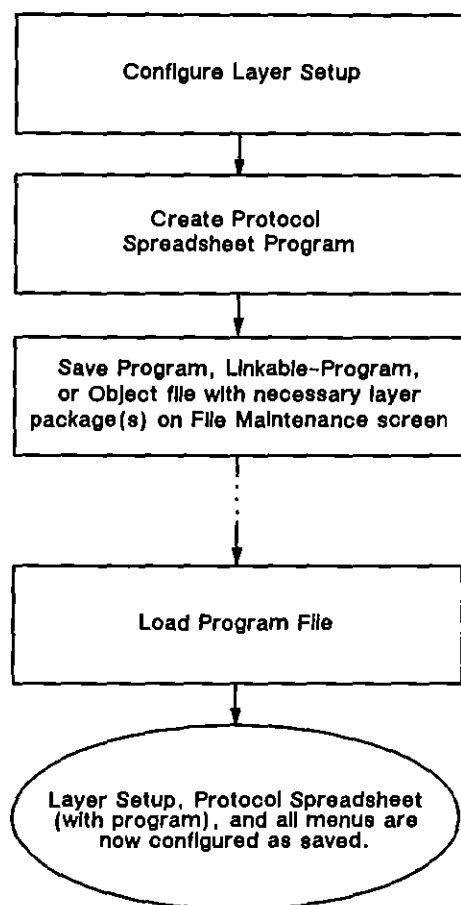 Configure Layer Setup
Create Protocol
Spreadsheet Program
Save Program, Linkable-Program,
or Object file with necessary layer
package(s) on File Maintenance screen
Load Program File
Layer Setup, Protocol Spreadsheet
(with program), and all menus are
now configured as saved.